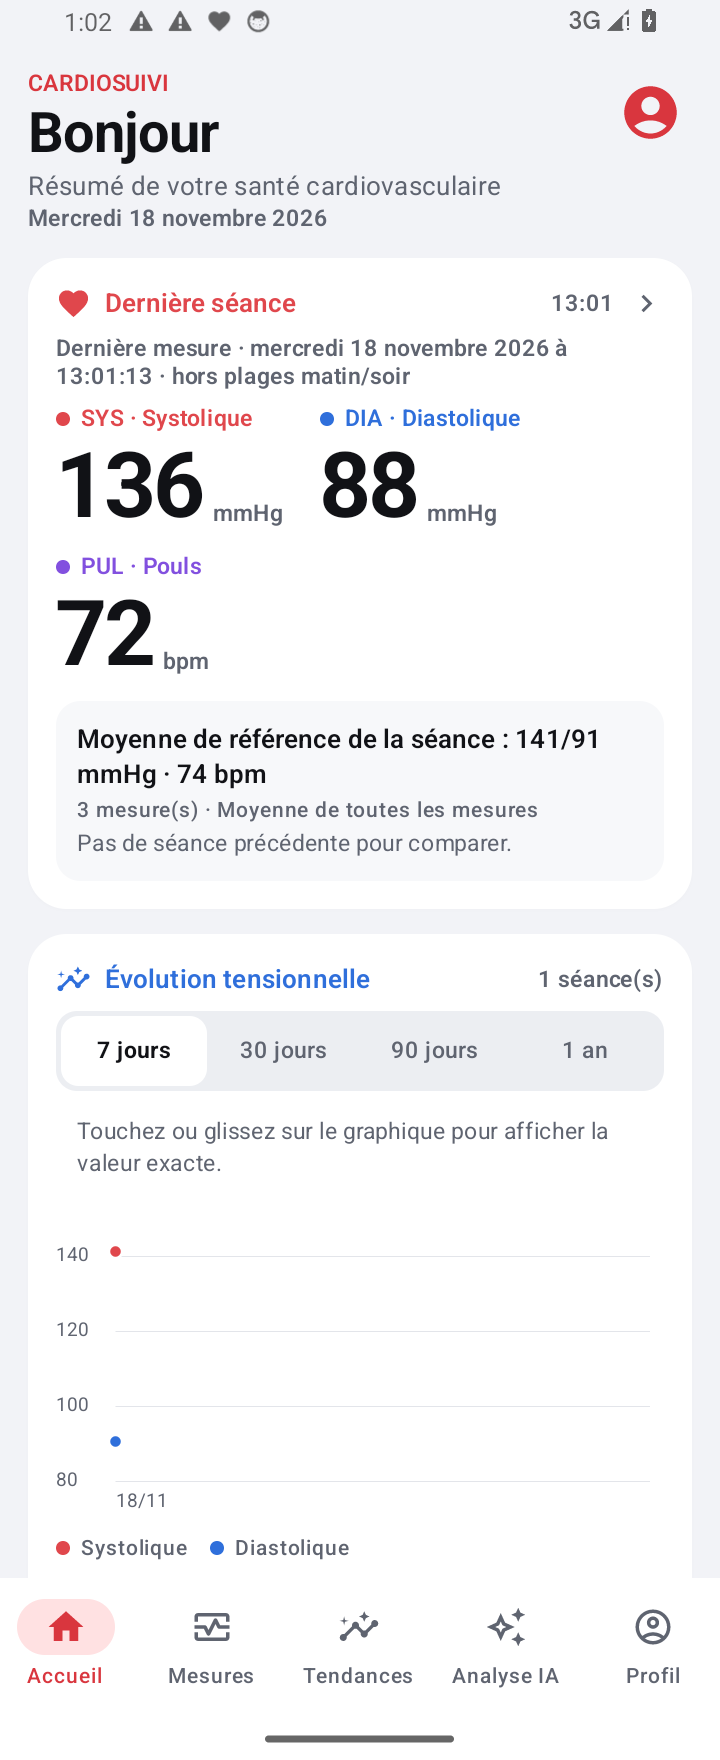 1:02
3G
CARDIOSUIVI
Bonjour
Résumé de votre santé cardiovasculaire
Mercredi 18 novembre 2026
Dernière séance
13:01
Dernière mesure · mercredi 18 novembre 2026 à
13:01:13 · hors plages matin/soir
SYS · Systolique
DIA · Diastolique
136 mmHg
88 mmHg
PUL · Pouls
72 bpm
Moyenne de référence de la séance : 141/91
mmHg · 74 bpm
3 mesure(s) · Moyenne de toutes les mesures
Pas de séance précédente pour comparer.
Évolution tensionnelle
1 séance(s)
7 jours
30 jours
90 jours
1 an
Touchez ou glissez sur le graphique pour afficher la
valeur exacte.
140
120
100
80
18/11
Systolique
Diastolique
Accueil
Mesures
Tendances
Analyse IA
Profil